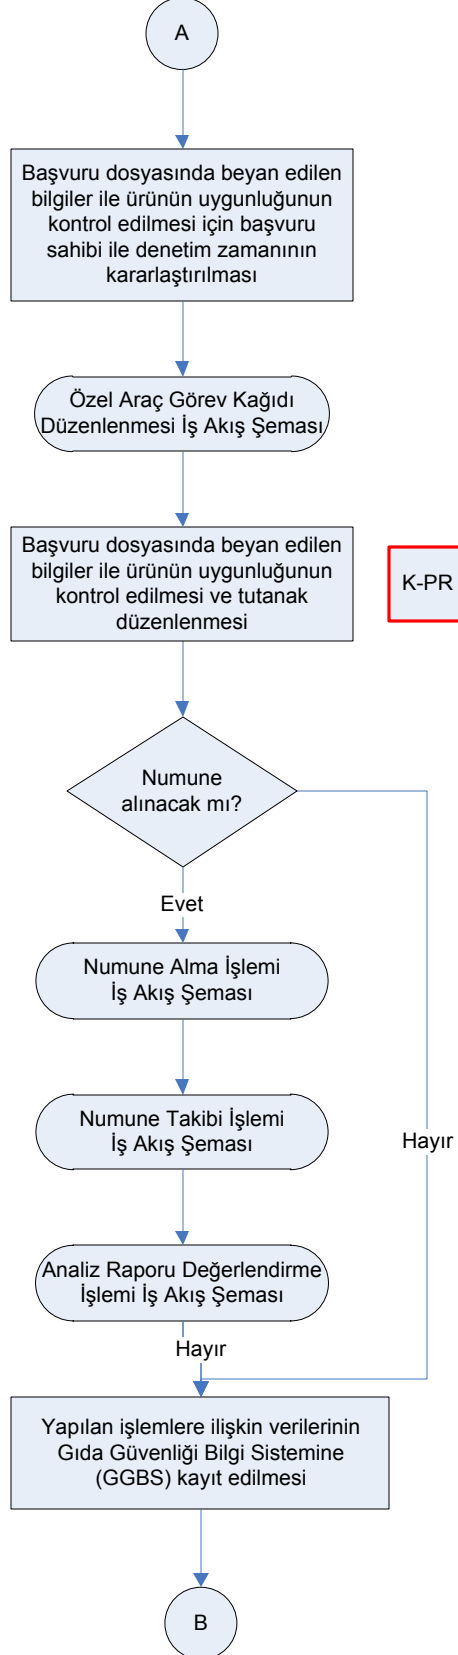 A
Başvuru dosyasında beyan edilen
bilgiler ile ürünün uygunluğunun
kontrol edilmesi için başvuru
sahibi ile denetim zamanının
kararlaştırılması
Özel Araç Görev Kağıdı
Düzenlenmesi İş Akış Şeması
Başvuru dosyasında beyan edilen
bilgiler ile ürünün uygunluğunun
kontrol edilmesi ve tutanak
düzenlenmesi
K-PR
Numune
alınacak mı?
Evet
Numune Alma İşlemi
İş Akış Şeması
Numune Takibi İşlemi
İş Akış Şeması
Hayır
Analiz Raporu Değerlendirme
İşlemi İş Akış Şeması
Hayır
Yapılan işlemlere ilişkin verilerinin
Gıda Güvenliği Bilgi Sistemine
(GGBS) kayıt edilmesi
B